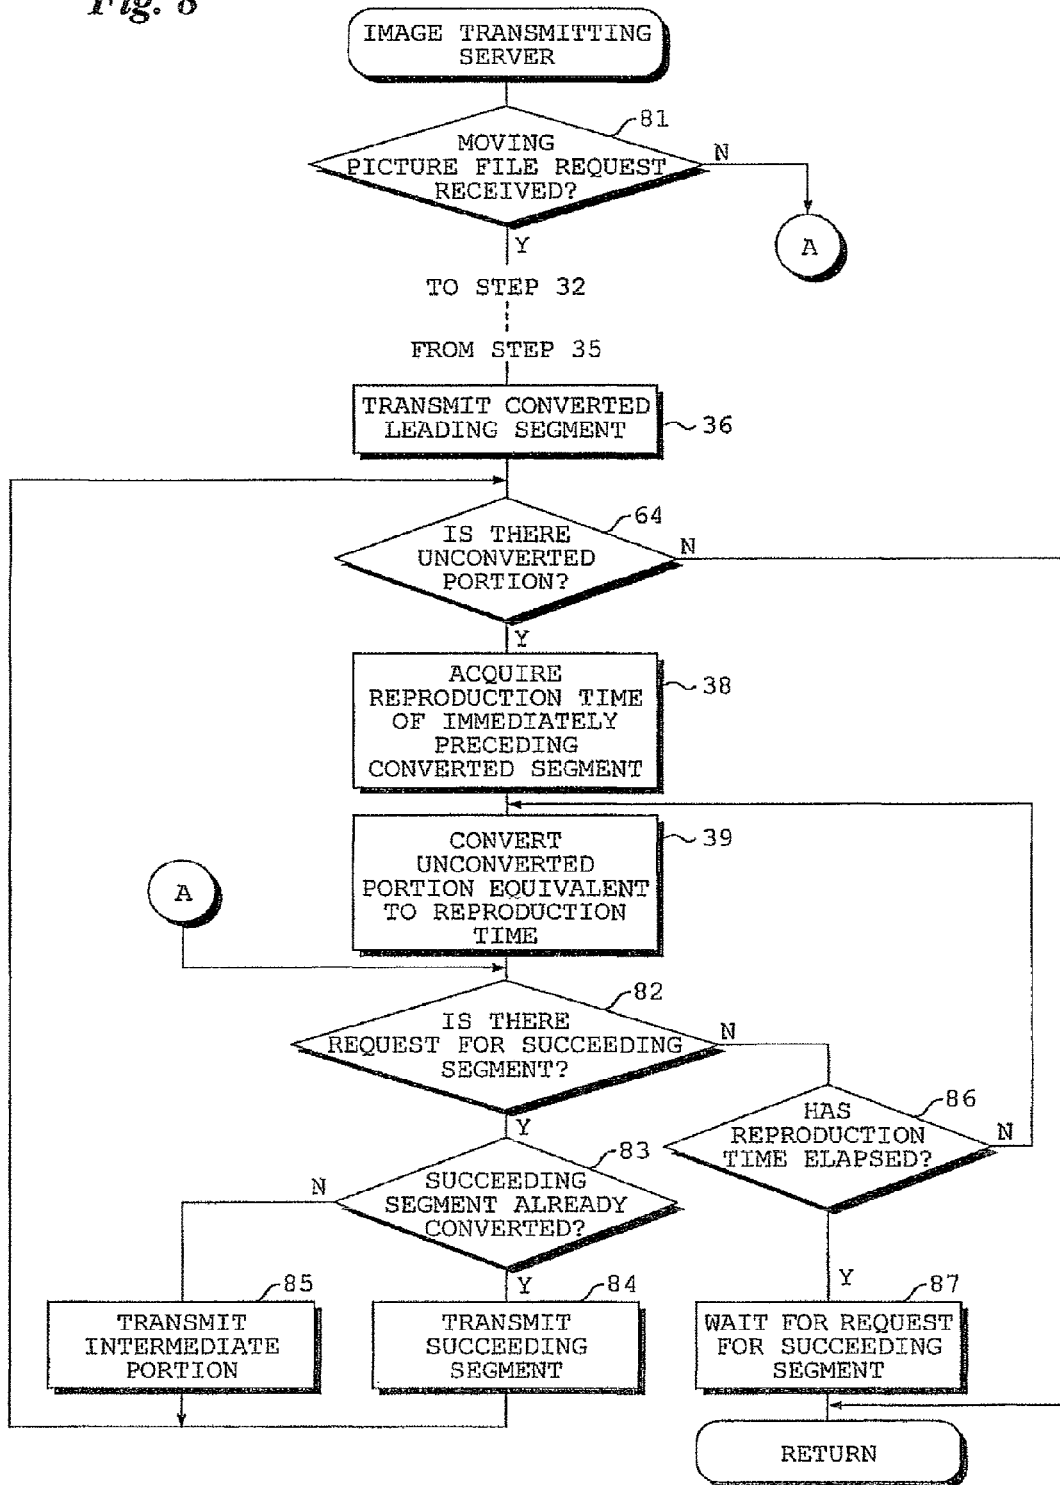 Fig. 8
IMAGE TRANSMITTING
SERVER
81
MOVING
PICTURE FILE REQUEST
RECEIVED?
N
A
Y
TO STEP 32
FROM STEP 35
TRANSMIT CONVERTED
LEADING SEGMENT
36
64
IS THERE
UNCONVERTED
PORTION?
N
Y
ACQUIRE
REPRODUCTION TIME
OF IMMEDIATELY
PRECEDING
CONVERTED SEGMENT
38
CONVERT
UNCONVERTED
PORTION EQUIVALENT
TO REPRODUCTION
TIME
39
A
82
IS THERE
REQUEST FOR SUCCEEDING
SEGMENT?
N
Y
86
HAS
REPRODUCTION
TIME ELAPSED?
N
Y
83
SUCCEEDING
SEGMENT ALREADY
CONVERTED?
N
Y
85
TRANSMIT
INTERMEDIATE
PORTION
84
TRANSMIT
SUCCEEDING
SEGMENT
87
WAIT FOR REQUEST
FOR SUCCEEDING
SEGMENT
RETURN